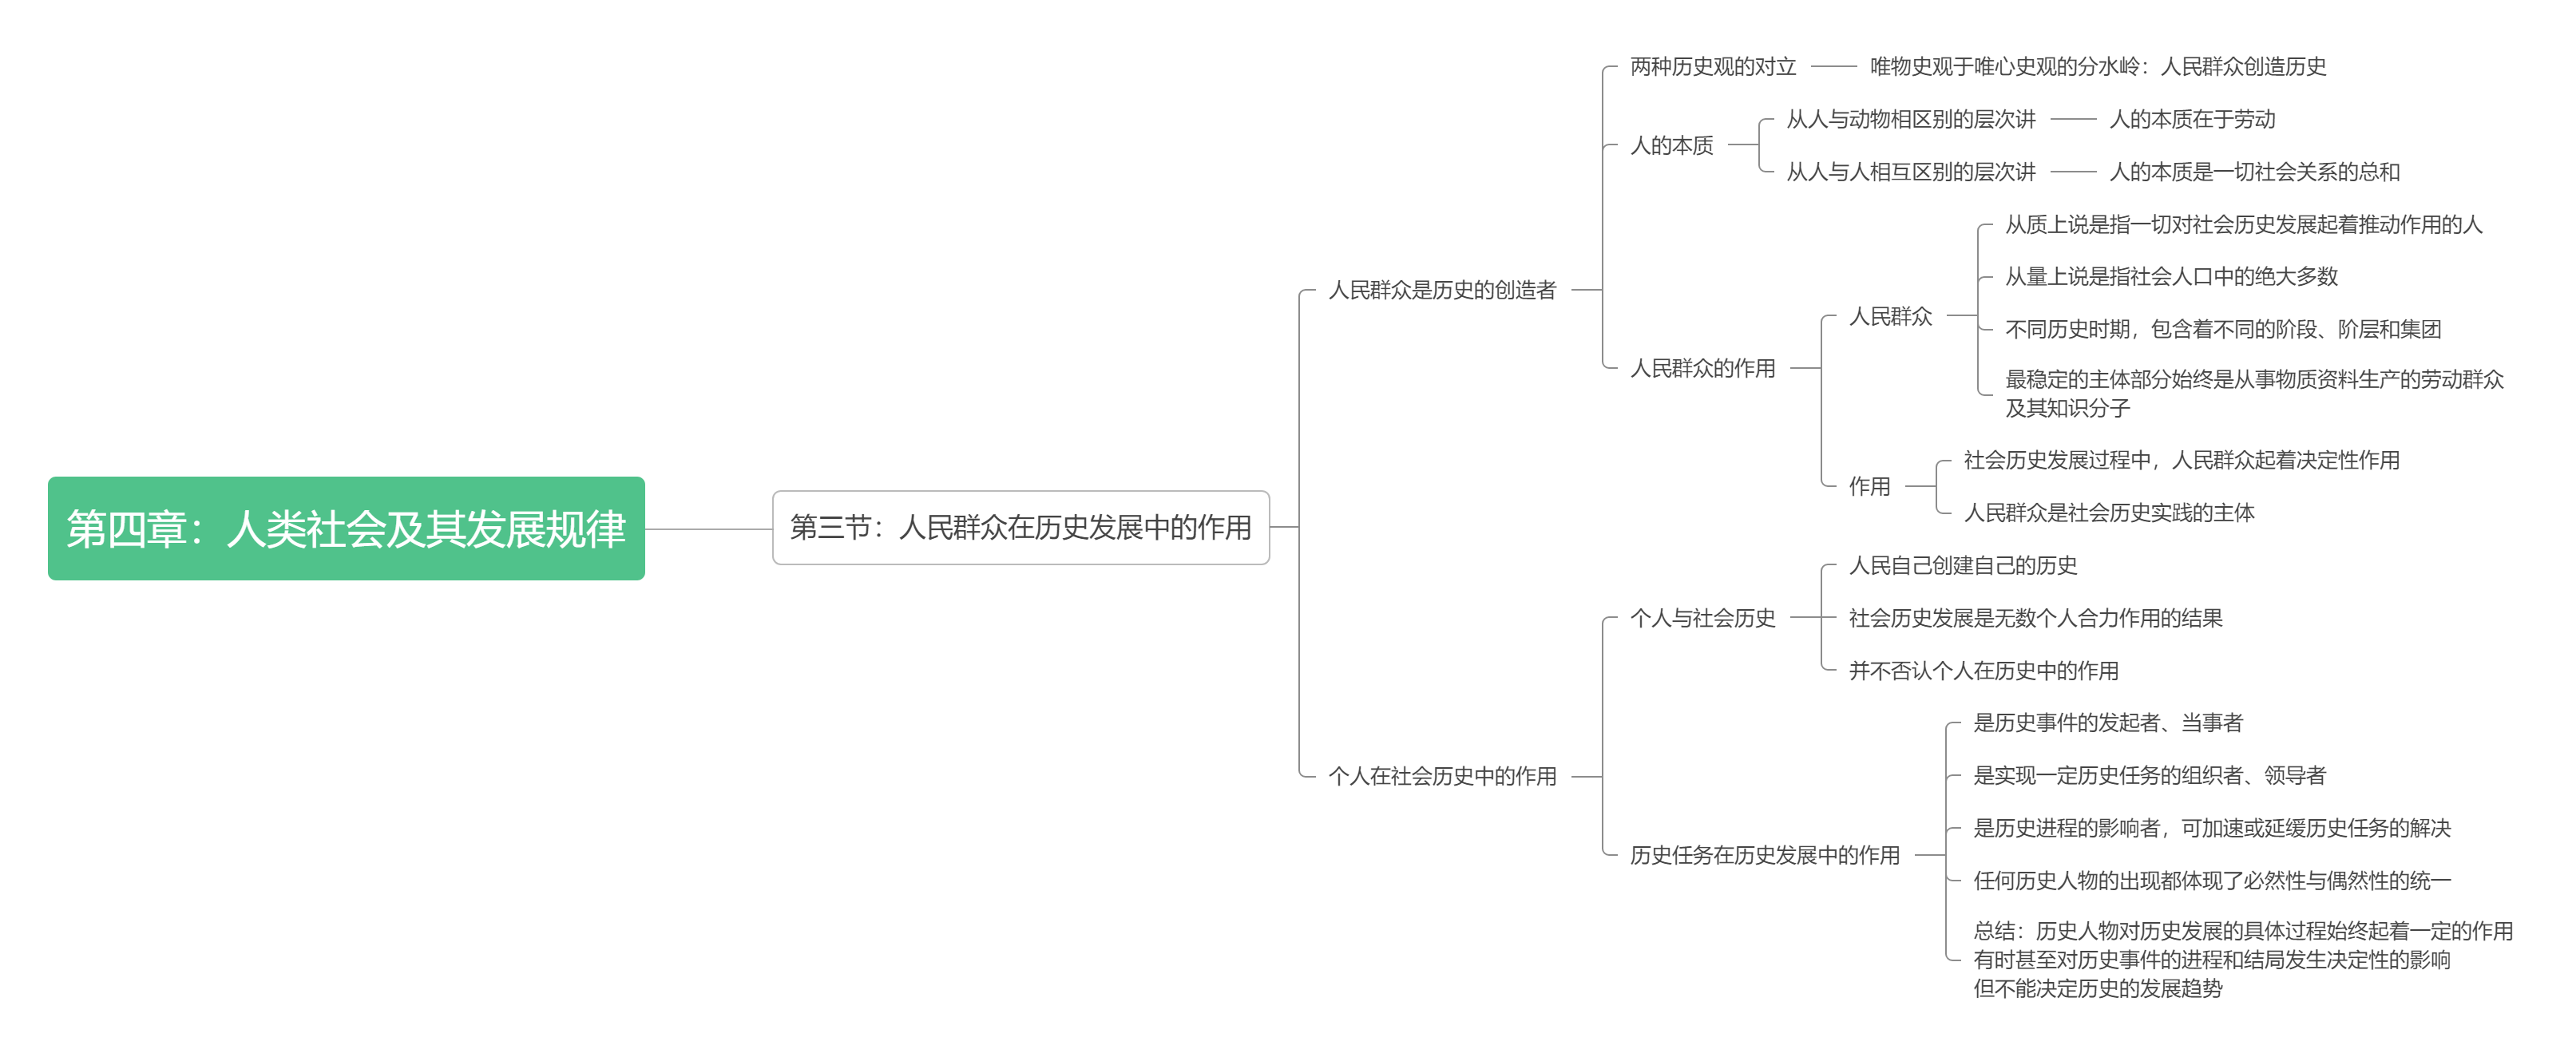 第四章：人类社会及其发展规律
第三节：人民群众在历史发展中的作用
人民群众是历史的创造者
两种历史观的对立
唯物史观于唯心史观的分水岭：人民群众创造历史
人的本质
从人与动物相区别的层次讲
人的本质在于劳动
从人与人相互区别的层次讲
人的本质是一切社会关系的总和
人民群众的作用
人民群众
从质上说是指一切对社会历史发展起着推动作用的人
从量上说是指社会人口中的绝大多数
不同历史时期，包含着不同的阶段、阶层和集团
最稳定的主体部分始终是从事物质资料生产的劳动群众
及其知识分子
作用
社会历史发展过程中，人民群众起着决定性作用
人民群众是社会历史实践的主体
个人在社会历史中的作用
个人与社会历史
人民自己创建自己的历史
社会历史发展是无数个人合力作用的结果
并不否认个人在历史中的作用
历史任务在历史发展中的作用
是历史事件的发起者、当事者
是实现一定历史任务的组织者、领导者
是历史进程的影响者，可加速或延缓历史任务的解决
任何历史人物的出现都体现了必然性与偶然性的统一
总结：历史人物对历史发展的具体过程始终起着一定的作用
有时甚至对历史事件的进程和结局发生决定性的影响
但不能决定历史的发展趋势